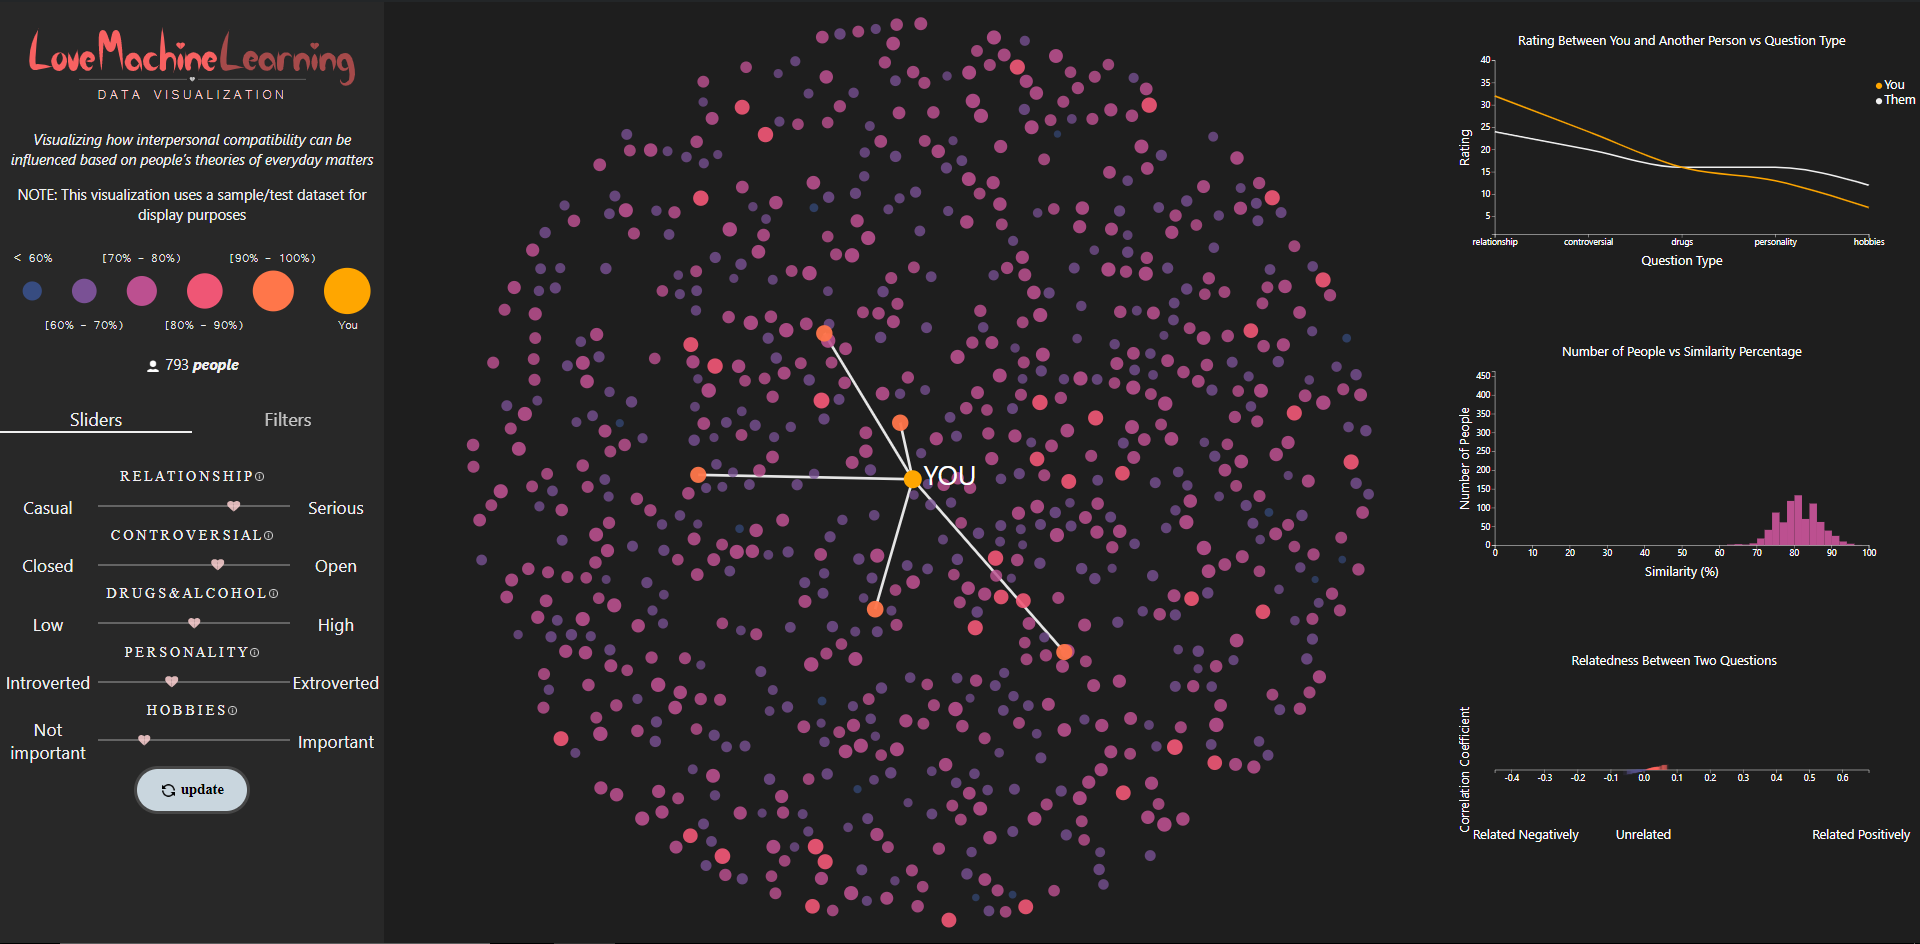 LoveMachineLearning
DATA VISUALIZATION
Visualizing how interpersonal compatibility can be
influenced based on people's theories of everyday matters
NOTE: This visualization uses a sample/test dataset for
display purposes
< 60% [70% - 80%) [90% - 100%)
[60% - 70%) [80% - 90%) You
793 people
Sliders Filters
RELATIONSHIP
Casual Serious
CONTROVERSIAL
Closed Open
DRUGS&ALCOHOL
Low High
PERSONALITY
Introverted Extroverted
HOBBIES
Not
important Important
update
YOU
Rating Between You and Another Person vs Question Type
You
Them
Rating
40
35
30
25
20
15
10
5
relationship controversial drugs personality hobbies
Question Type
Number of People vs Similarity Percentage
Number of People
450
400
350
300
250
200
150
100
50
0
0 10 20 30 40 50 60 70 80 90 100
Similarity (%)
Relatedness Between Two Questions
Correlation Coefficient
-0.4 -0.3 -0.2 -0.1 0.0 0.1 0.2 0.3 0.4 0.5 0.6
Related Negatively Unrelated Related Positively